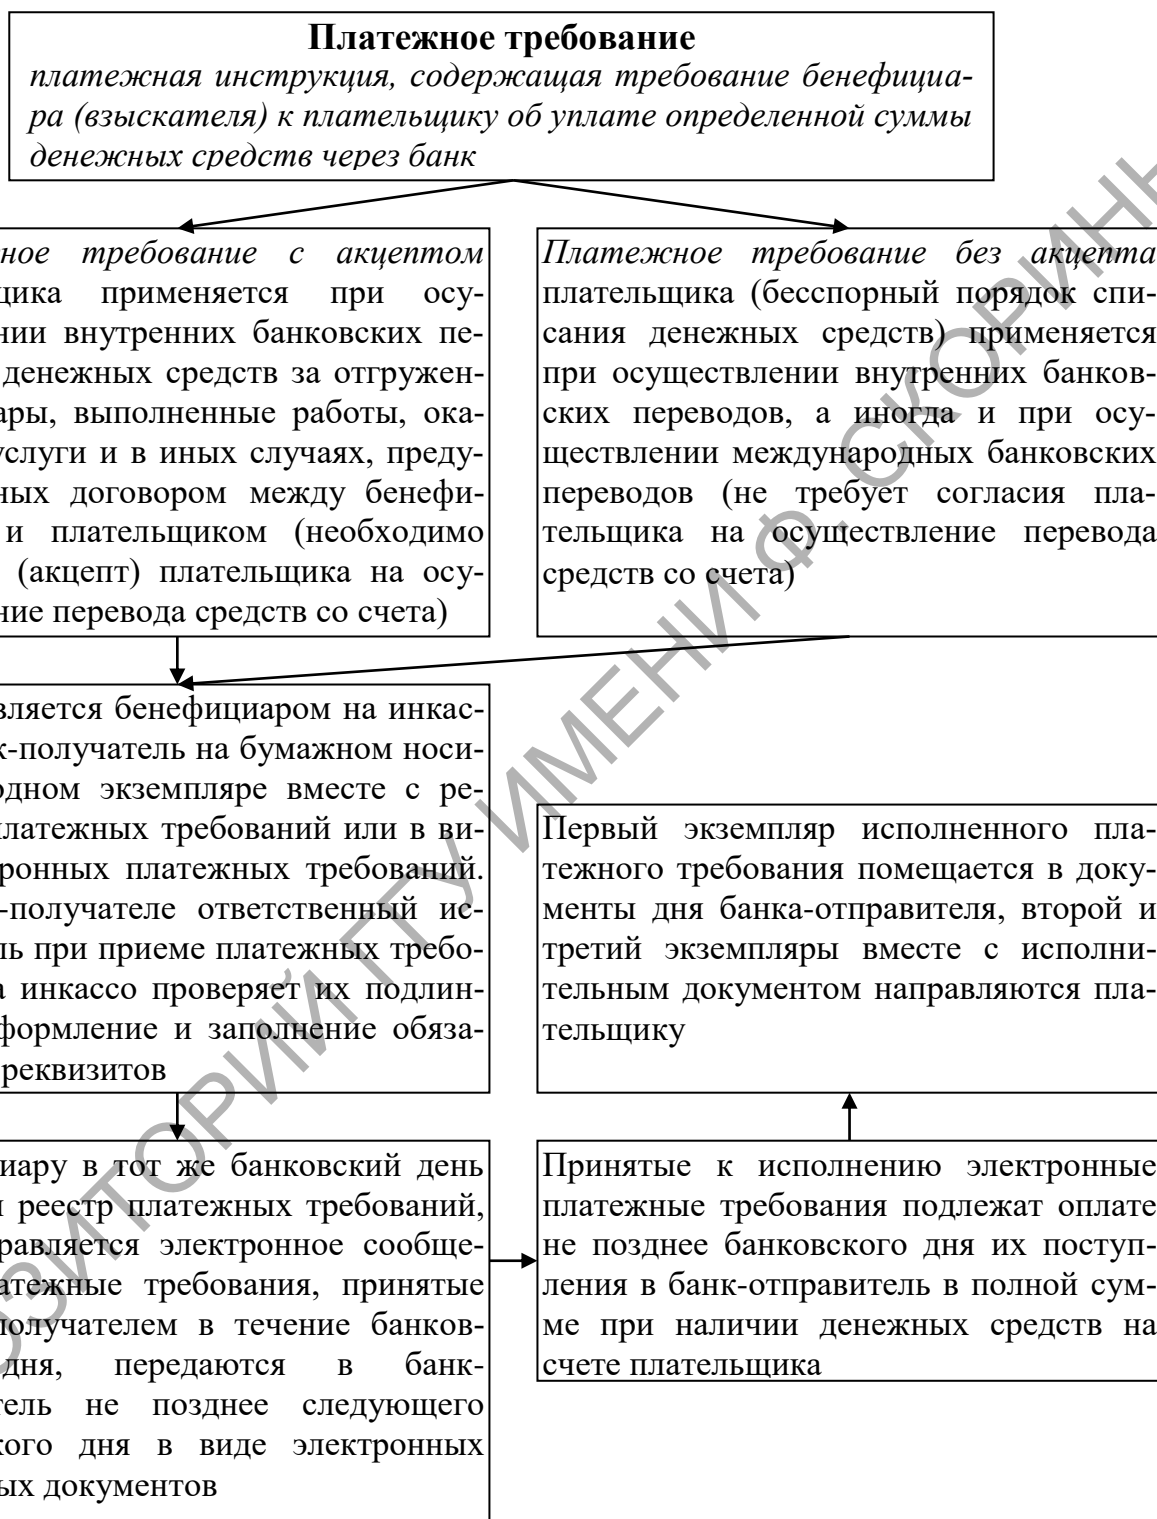 Платежное требование
платежная инструкция, содержащая требование бенефициа-
ра (взыскателя) к плательщику об уплате определенной суммы
денежных средств через банк
ное требование с акцептом
щика применяется при осу-
нии внутренних банковских пе-
денежных средств за отгружен-
ары, выполненные работы, ока-
услуги и в иных случаях, преду-
ных договором между бенефи-
и плательщиком (необходимо
(акцепт) плательщика на осу-
ние перевода средств со счета)
Платежное требование без акцепта
плательщика (бесспорный порядок спи-
сания денежных средств) применяется
при осуществлении внутренних банков-
ских переводов, а иногда и при осу-
ществлении международных банковских
переводов (не требует согласия пла-
тельщика на осуществление перевода
средств со счета)
вляется бенефициаром на инкас-
к-получатель на бумажном носи-
одном экземпляре вместе с ре-
платежных требований или в ви-
ронных платежных требований.
-получателе ответственный ис-
ль при приеме платежных требо-
а инкассо проверяет их подлин-
формление и заполнение обяза-
реквизитов
Первый экземпляр исполненного пла-
тежного требования помещается в доку-
менты дня банка-отправителя, второй и
третий экземпляры вместе с исполни-
тельным документом направляются пла-
тельщику
иару в тот же банковский день
и реестр платежных требований,
равляется электронное сообще-
атежные требования, принятые
получателем в течение банков-
дня, передаются в банк-
тель не позднее следующего
кого дня в виде электронных
ых документов
Принятые к исполнению электронные
платежные требования подлежат оплате
не позднее банковского дня их поступ-
ления в банк-отправитель в полной сум-
ме при наличии денежных средств на
счете плательщика
ОЗИТОРИЙ ГГУ ИМЕНИ Ф. СКОРИНЫ